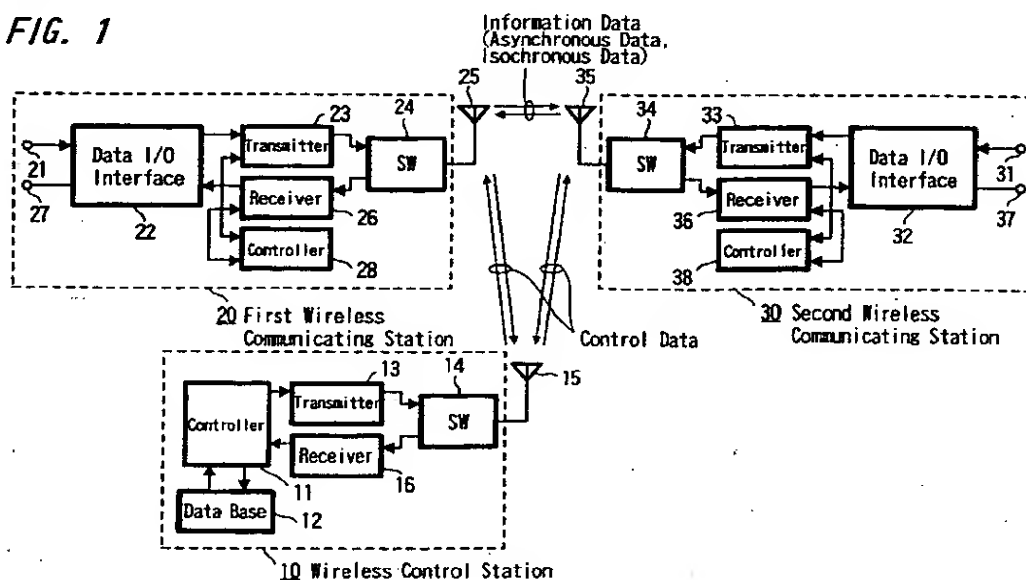 FIG. 1
Information Data
(Asynchronous Data,
Isochronous Data)
25
35
23
24
34
33
Data I/O
Interface
Transmitter
SW
SW
Transmitter
Data I/O
Interface
21
27
22
Receiver
26
Controller
28
36
Receiver
38
Controller
31
37
32
20 First Wireless
Communicating Station
30 Second Wireless
Communicating Station
Control Data
13
14
15
Controller
Transmitter
SW
Receiver
11
16
Data Base
12
10 Wireless Control Station